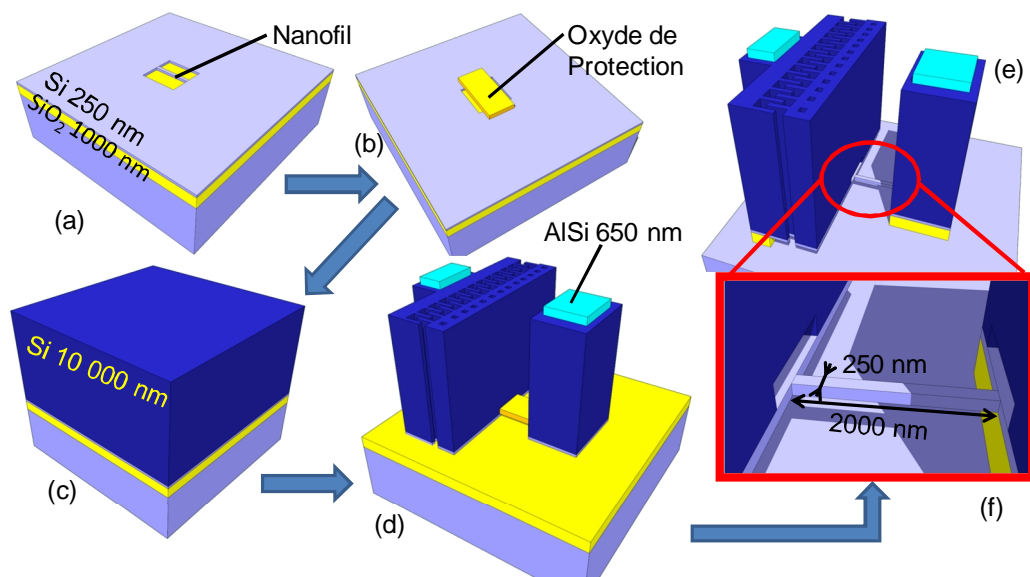 Nanofil
Si 250 nm
SiO2 1000 nm
(a)
Oxyde de
Protection
(b)
Si 10 000 nm
(c)
AlSi 650 nm
(d)
(e)
250 nm
2000 nm
(f)